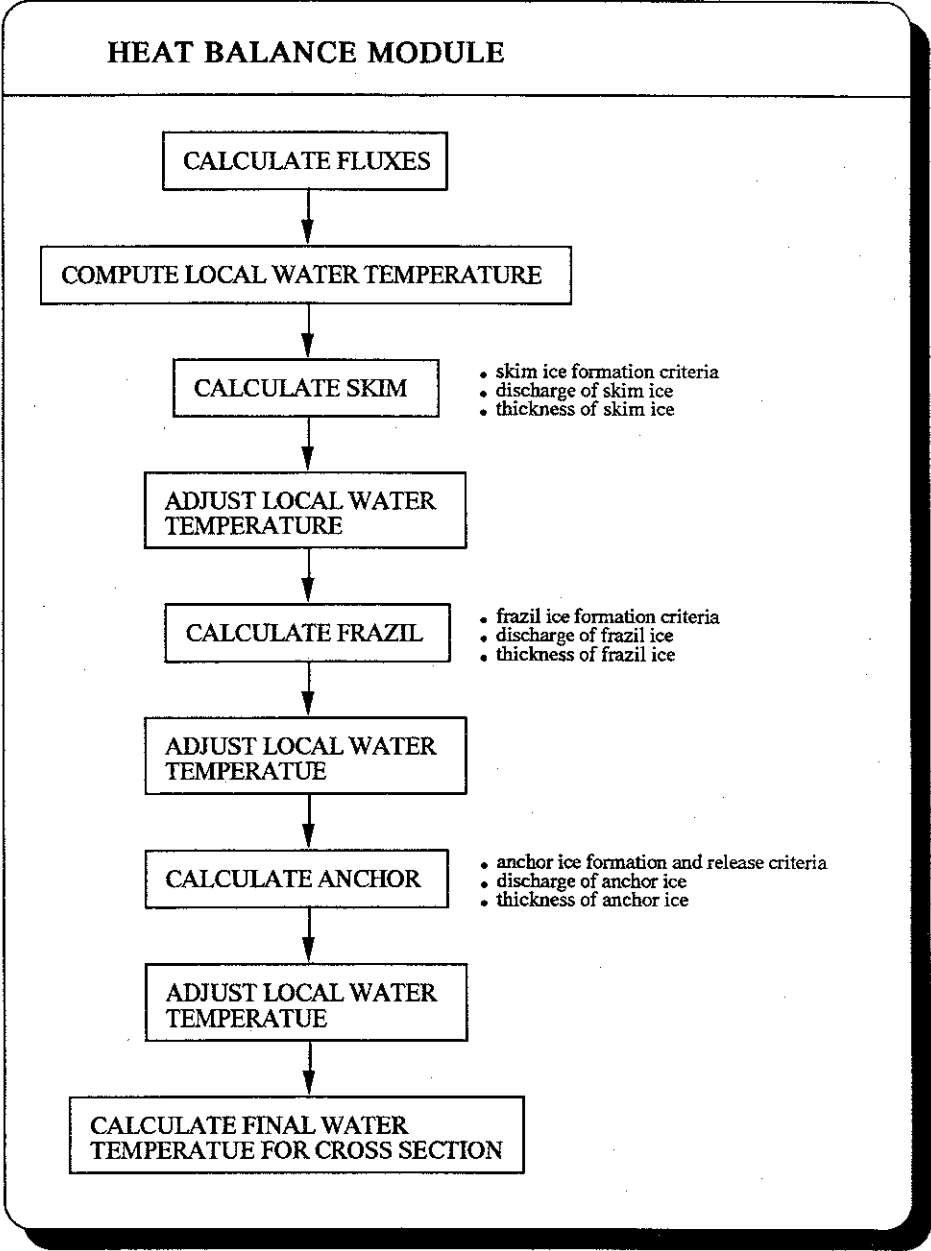 HEAT BALANCE MODULE
CALCULATE FLUXES
COMPUTE LOCAL WATER TEMPERATURE
CALCULATE SKIM
• skim ice formation criteria
• discharge of skim ice
• thickness of skim ice
ADJUST LOCAL WATER
TEMPERATURE
CALCULATE FRAZIL
• frazil ice formation criteria
• discharge of frazil ice
• thickness of frazil ice
ADJUST LOCAL WATER
TEMPERATUE
CALCULATE ANCHOR
• anchor ice formation and release criteria
• discharge of anchor ice
• thickness of anchor ice
ADJUST LOCAL WATER
TEMPERATUE
CALCULATE FINAL WATER
TEMPERATUE FOR CROSS SECTION